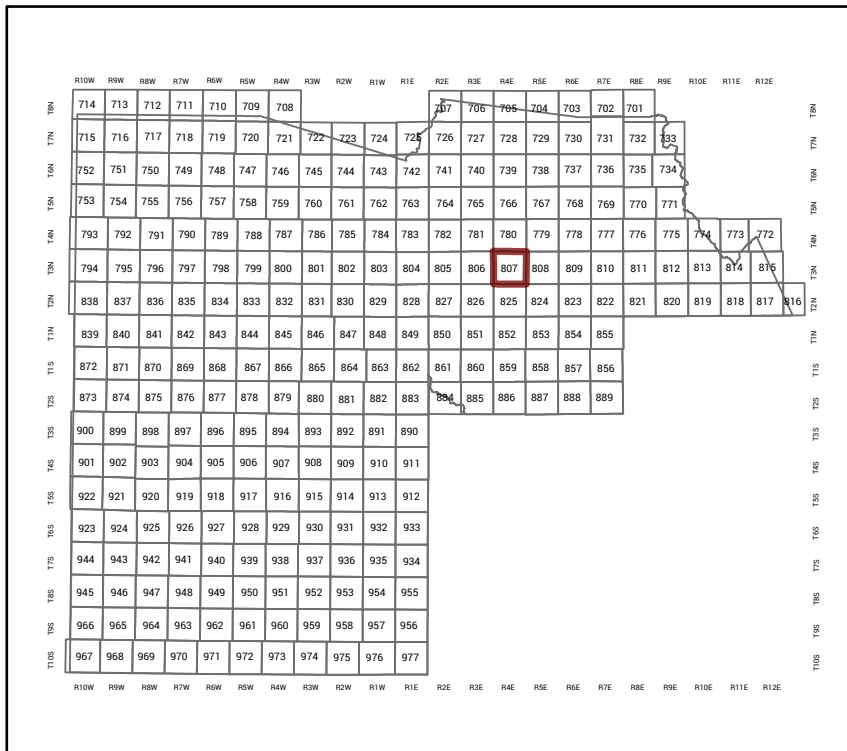 R10W R9W R8W R7W R6W R5W R4W R3W R2W R1W R1E R2E R3E R4E R5E R6E R7E R8E R9E R10E R11E R12E
T8N 714 713 712 711 710 709 708 707 706 705 704 703 702 701 T8N
T7N 715 716 717 718 719 720 721 722 723 724 725 726 727 728 729 730 731 732 733 T7N
T6N 752 751 750 749 748 747 746 745 744 743 742 741 740 739 738 737 736 735 734 T6N
T5N 753 754 755 756 757 758 759 760 761 762 763 764 765 766 767 768 769 770 771 T5N
T4N 793 792 791 790 789 788 787 786 785 784 783 782 781 780 779 778 777 776 775 774 773 772 T4N
T3N 794 795 796 797 798 799 800 801 802 803 804 805 806 807 808 809 810 811 812 813 814 815 T3N
T2N 838 837 836 835 834 833 832 831 830 829 828 827 826 825 824 823 822 821 820 819 818 817 816 T2N
T1N 839 840 841 842 843 844 845 846 847 848 849 850 851 852 853 854 855 T1N
T1S 872 871 870 869 868 867 866 865 864 863 862 861 860 859 858 857 856 T1S
T2S 873 874 875 876 877 878 879 880 881 882 883 884 885 886 887 888 889 T2S
T3S 900 899 898 897 896 895 894 893 892 891 890 T3S
T4S 901 902 903 904 905 906 907 908 909 910 911 T4S
T5S 922 921 920 919 918 917 916 915 914 913 912 T5S
T6S 923 924 925 926 927 928 929 930 931 932 933 T6S
T7S 944 943 942 941 940 939 938 937 936 935 934 T7S
T8S 945 946 947 948 949 950 951 952 953 954 955 T8S
T9S 966 965 964 963 962 961 960 959 958 957 956 T9S
T10S 967 968 969 970 971 972 973 974 975 976 977 T10S
R10W R9W R8W R7W R6W R5W R4W R3W R2W R1W R1E R2E R3E R4E R5E R6E R7E R8E R9E R10E R11E R12E